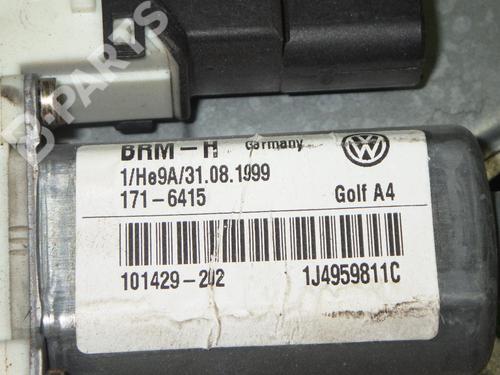 D-PARTS
BRM-H Germany
1/He9A/31.08.1999
171-6415 Golf A4
101429-202 1J4959811C